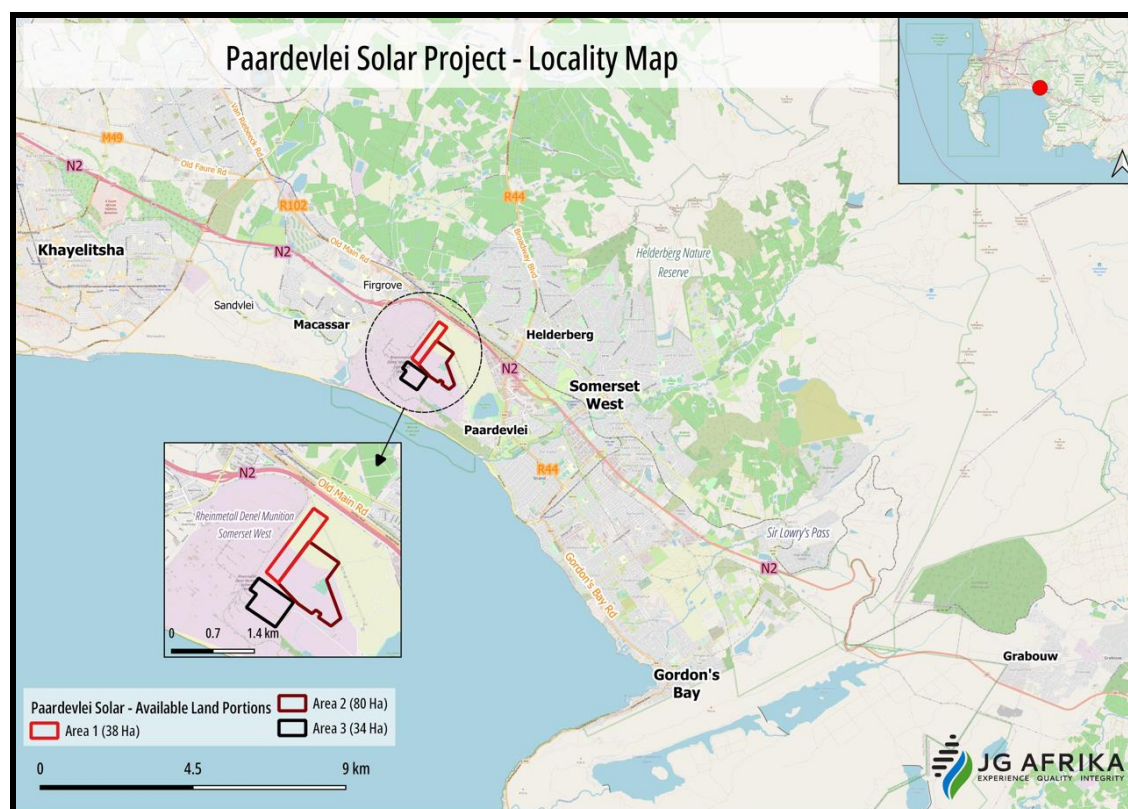 Paardevlei Solar Project - Locality Map
M49
N2
Van Riebeeck Rd
Old Faure Rd
R102
N2
R44
Broadway Blvd
Khayelitsha
Old Main Rd
Helderberg Nature
Reserve
Firgrove
Sandvlei
Macassar
Helderberg
N2
Somerset
West
Paardevlei
R44
Strand
N2
Old Main Rd
Rheinmetall Denel Munition
Somerset West
0 0.7 1.4 km
Sir Lowry's Pass
N2
Gordon's Bay Rd
Grabouw
Gordon's
Bay
Paardevlei Solar - Available Land Portions
Area 1 (38 Ha)
Area 2 (80 Ha)
Area 3 (34 Ha)
0 4.5 9 km
JG AFRIKA
EXPERIENCE QUALITY INTEGRITY